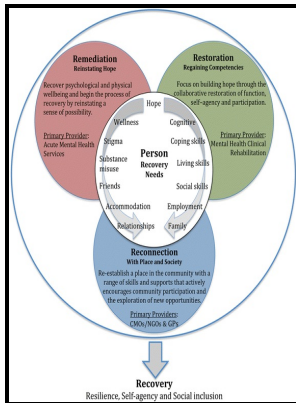 Remediation
Reinstating Hope
Recover psychological and physical
wellbeing and begin the process of
recovery by reinstating a
sense of possibility.
Primary Provider:
Acute Mental Health
Services
Restoration
Regaining Competencies
Focus on building hope through the
collaborative restoration of function,
self-agency and participation.
Primary Provider:
Mental Health Clinical
Rehabilitation
Hope
Wellness
Cognitive
Stigma
Coping skills
Person
Recovery
Needs
Substance
misuse
Living skills
Friends
Social skills
Accommodation
Employment
Relationships
Family
Reconnection
With Place and Society
Re-establish a place in the community with
a range of skills and supports that actively
encourages community participation and
the exploration of new opportunities.
Primary Providers:
CMOs/NGOs & GPs
Recovery
Resilience, Self-agency and Social inclusion